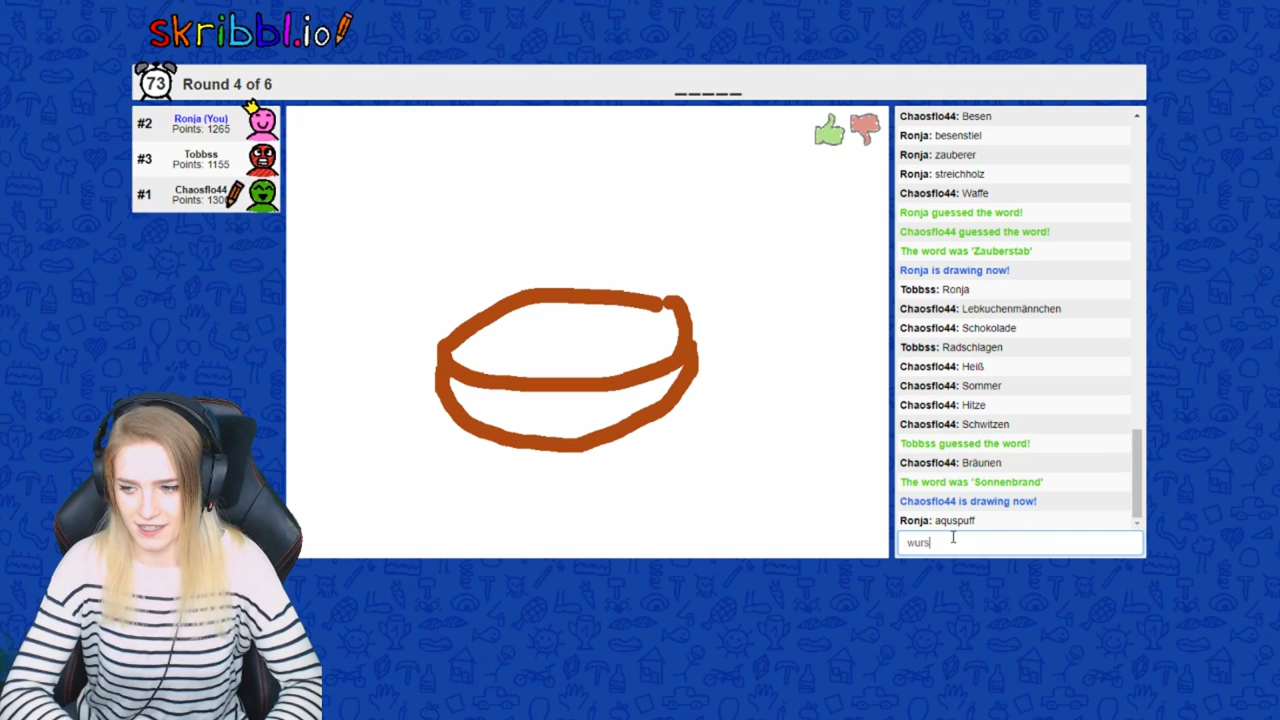 skribbl.io
73
Round 4 of 6
_____
#2
Ronja (You)
Points: 1265
#3
Tobbss
Points: 1155
#1
Chaosflo44
Points: 130
Chaosflo44: Besen
Ronja: besenstiel
Ronja: zauberer
Ronja: streichholz
Chaosflo44: Waffe
Ronja guessed the word!
Chaosflo44 guessed the word!
The word was 'Zauberstab'
Ronja is drawing now!
Tobbss: Ronja
Chaosflo44: Lebkuchenmännchen
Chaosflo44: Schokolade
Tobbss: Radschlagen
Chaosflo44: Heiß
Chaosflo44: Sommer
Chaosflo44: Hitze
Chaosflo44: Schwitzen
Tobbss guessed the word!
Chaosflo44: Bräunen
The word was 'Sonnenbrand'
Chaosflo44 is drawing now!
Ronja: aquspuff
wurs